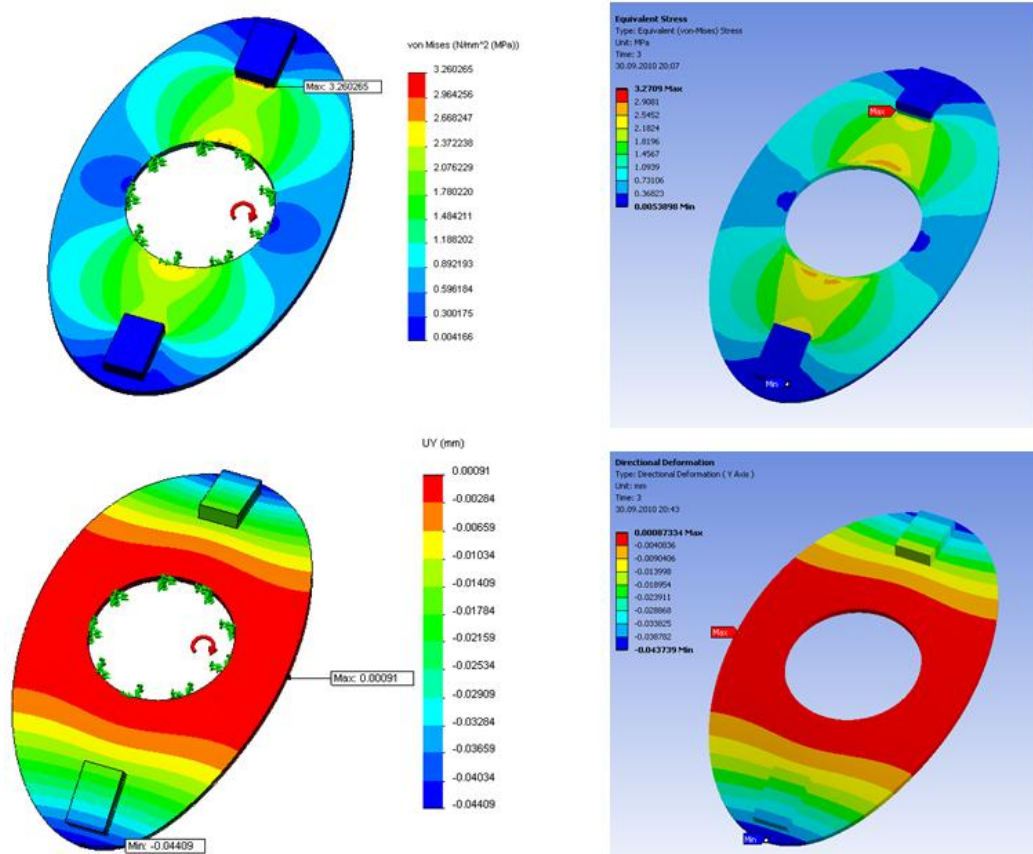 von Mises (N/mm^2 (MPa))
3.260265
2.964256
2.668247
2.372238
2.076229
1.780220
1.484211
1.188202
0.892193
0.596184
0.300175
0.004166
Max: 3.260265
Equivalent Stress
Type: Equivalent (von-Mises) Stress
Unit: MPa
Time: 3
30.09.2010 20:07
3.2709 Max
2.9081
2.5452
2.1824
1.8196
1.4567
1.0939
0.73106
0.36823
0.0053898 Min
Max
Min
UY (mm)
0.00091
-0.00284
-0.00659
-0.01034
-0.01409
-0.01784
-0.02159
-0.02534
-0.02909
-0.03284
-0.03659
-0.04034
-0.04409
Max: 0.00091
Min: -0.04409
Directional Deformation
Type: Directional Deformation ( Y Axis )
Unit: mm
Time: 3
30.09.2010 20:43
0.00087334 Max
-0.0040836
-0.0090406
-0.013998
-0.018954
-0.023911
-0.028868
-0.033825
-0.038782
-0.043739 Min
Max
Min